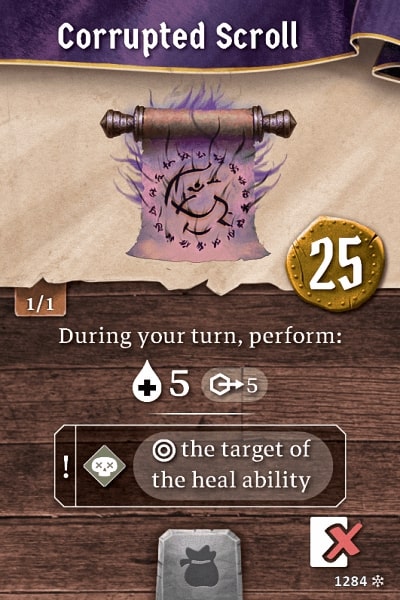 Corrupted Scroll
25
1/1
During your turn, perform:
5 5
! the target of
the heal ability
1284